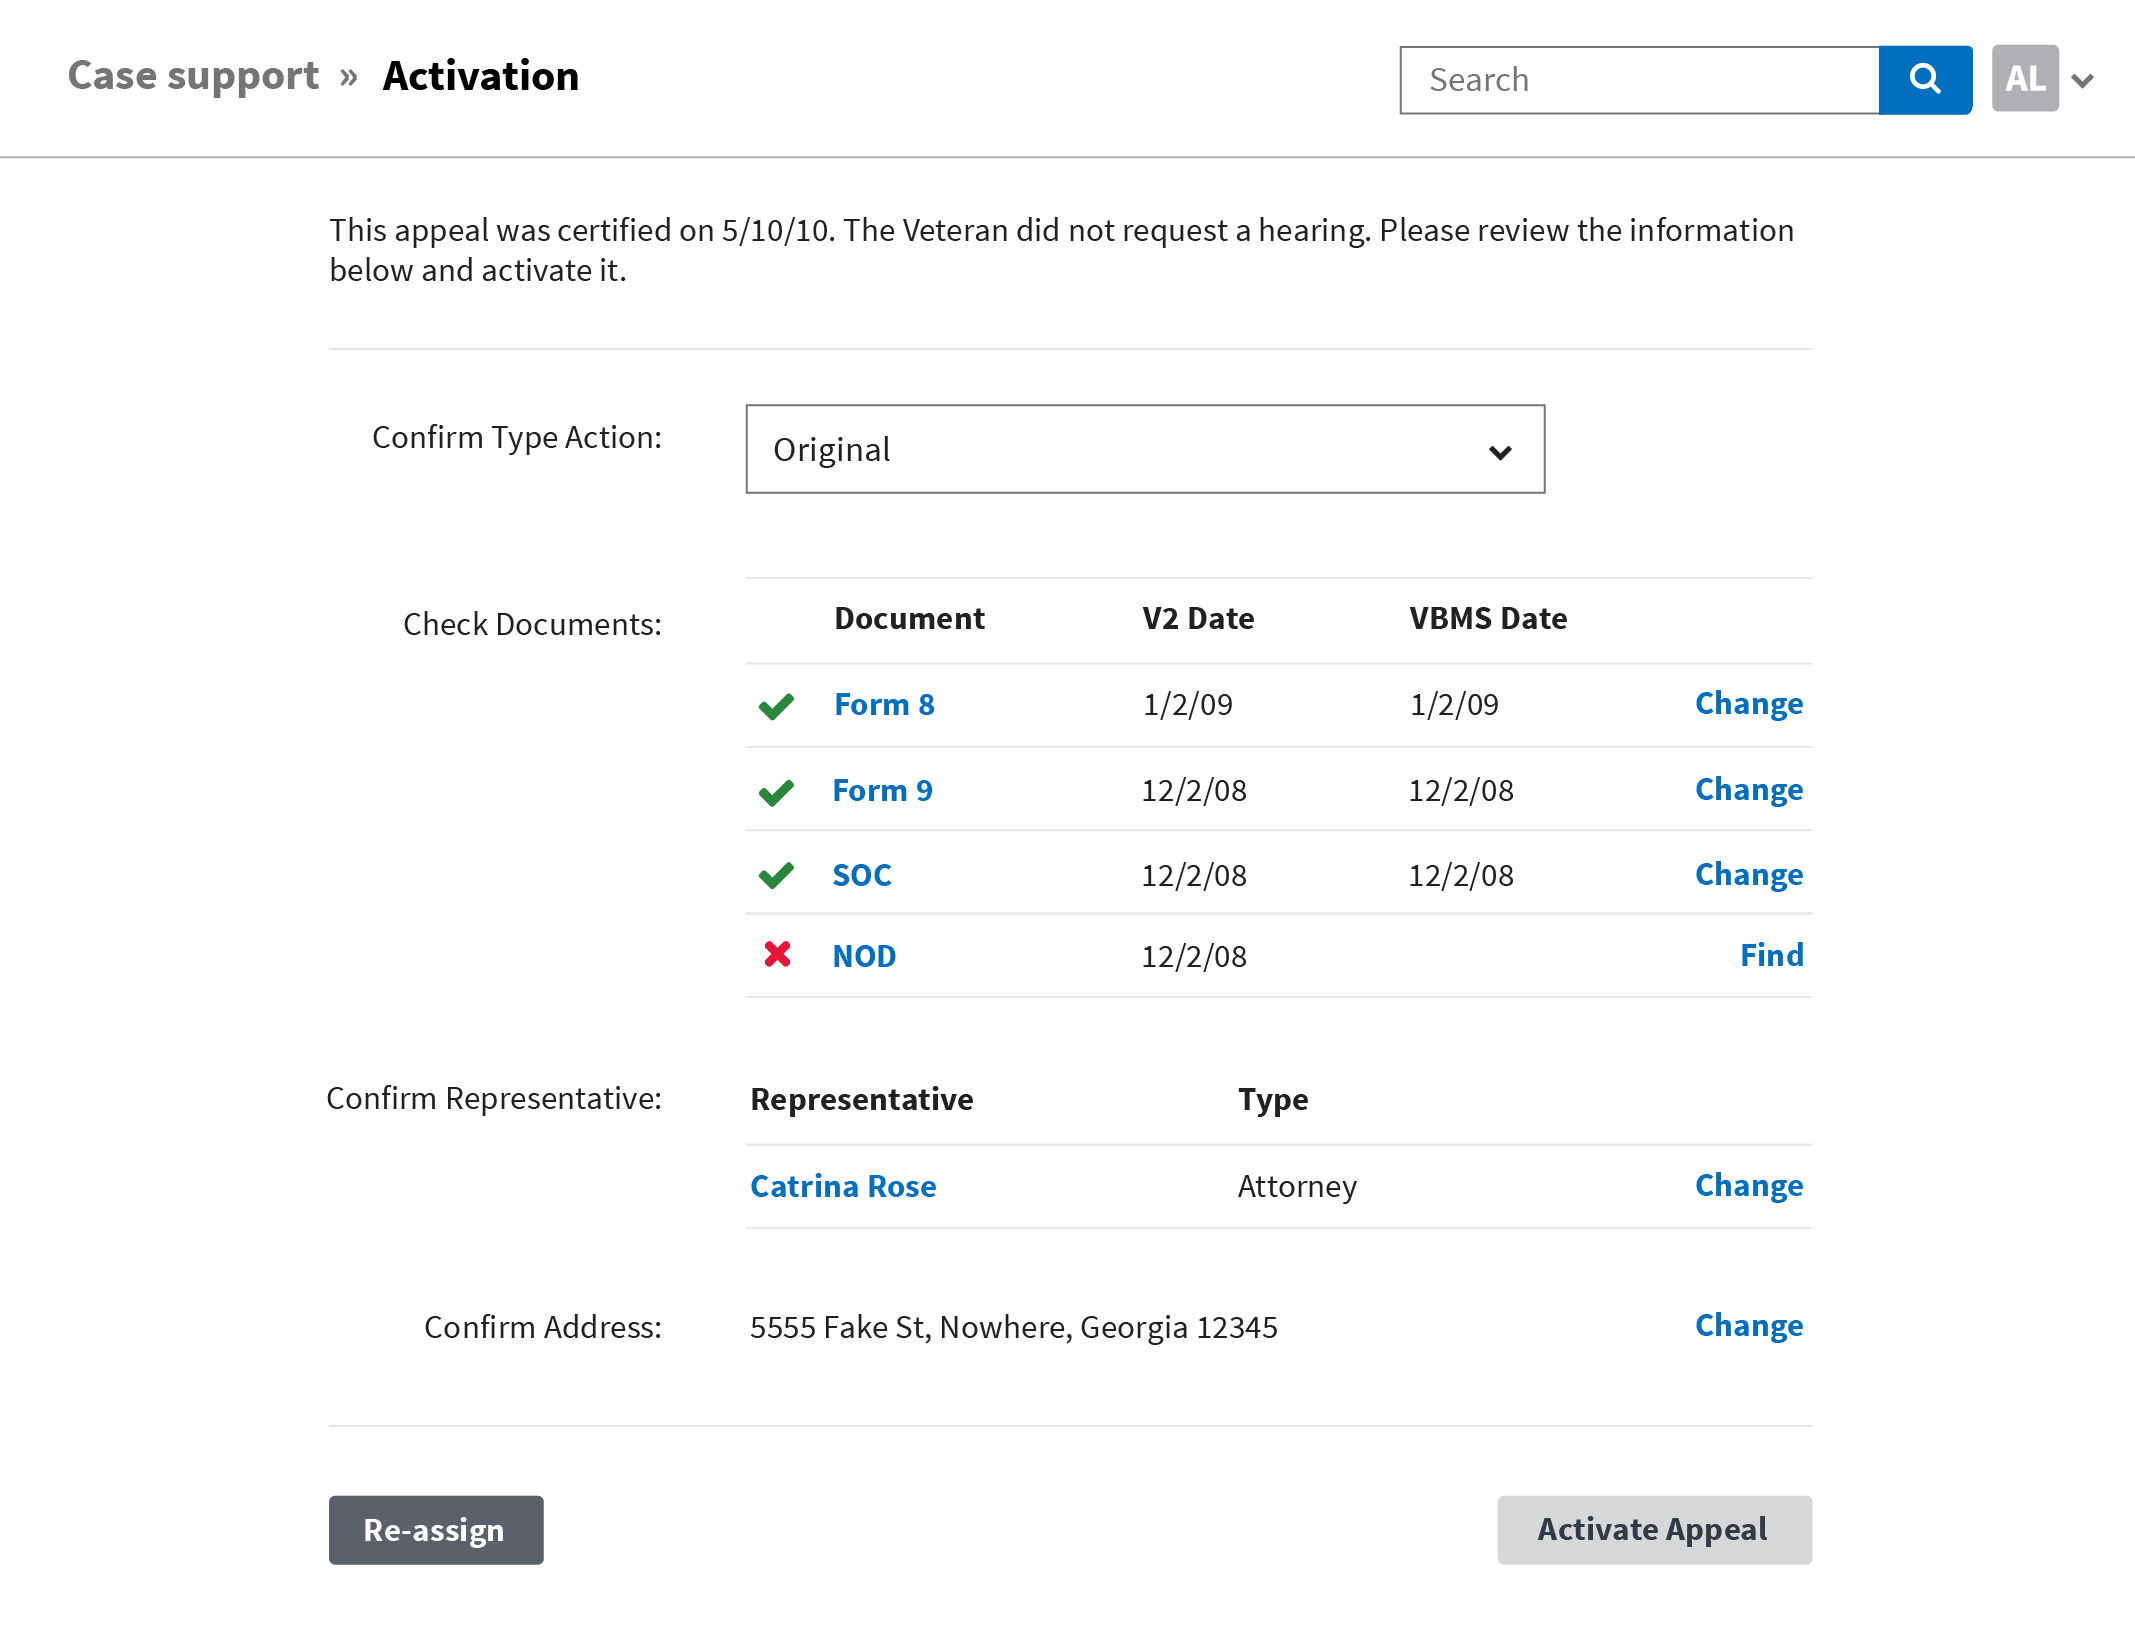 Case support » Activation
Search
AL
This appeal was certified on 5/10/10. The Veteran did not request a hearing. Please review the information
below and activate it.
Confirm Type Action: Original
Check Documents: Document V2 Date VBMS Date
Form 8 1/2/09 1/2/09 Change
Form 9 12/2/08 12/2/08 Change
SOC 12/2/08 12/2/08 Change
NOD 12/2/08 Find
Confirm Representative: Representative Type
Catrina Rose Attorney Change
Confirm Address: 5555 Fake St, Nowhere, Georgia 12345 Change
Re-assign Activate Appeal